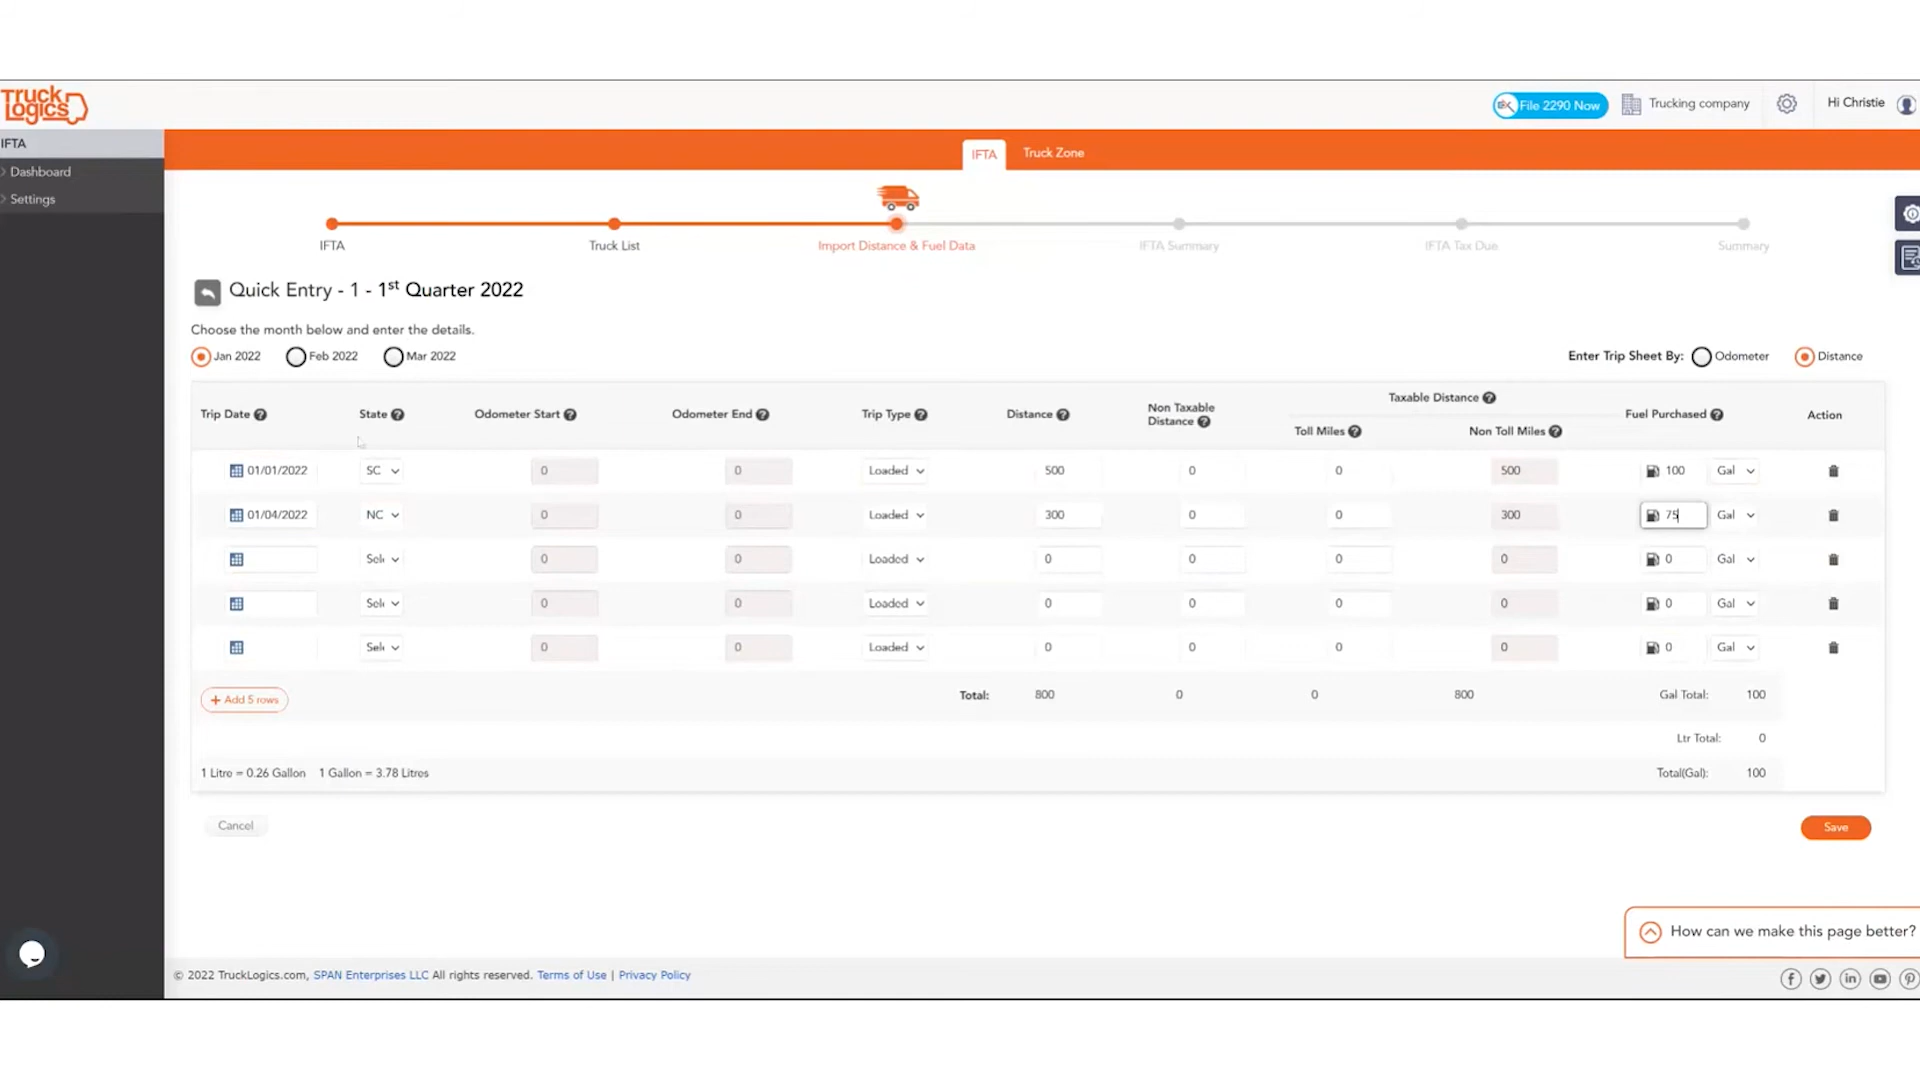 Truck
Logics
File 2290 Now
Trucking company
Hi Christie
IFTA
Dashboard
Settings
IFTA
Truck Zone
IFTA
Truck List
Import Distance & Fuel Data
IFTA Summary
IFTA Tax Due
Summary
Quick Entry - 1 - 1st Quarter 2022
Choose the month below and enter the details.
Jan 2022 Feb 2022 Mar 2022
Enter Trip Sheet By: Odometer Distance
Trip Date ? State ? Odometer Start ? Odometer End ? Trip Type ? Distance ? Non Taxable Distance ? Taxable Distance ? Fuel Purchased ? Action
Toll Miles ? Non Toll Miles ?
01/01/2022 SC 0 0 Loaded 500 0 0 500 100 Gal
01/04/2022 NC 0 0 Loaded 300 0 0 300 75 Gal
Sele 0 0 Loaded 0 0 0 0 0 Gal
Sele 0 0 Loaded 0 0 0 0 0 Gal
Sele 0 0 Loaded 0 0 0 0 0 Gal
+ Add 5 rows
Total: 800 0 0 800 Gal Total: 100
Ltr Total: 0
1 Litre = 0.26 Gallon 1 Gallon = 3.78 Litres
Total(Gal): 100
Cancel
Save
How can we make this page better?
© 2022 TruckLogics.com, SPAN Enterprises LLC All rights reserved. Terms of Use | Privacy Policy